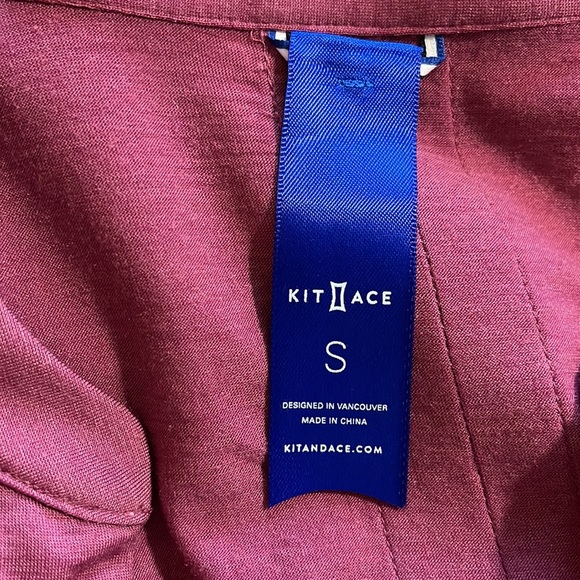 KIT ACE
S
DESIGNED IN VANCOUVER
MADE IN CHINA
KITANDACE.COM